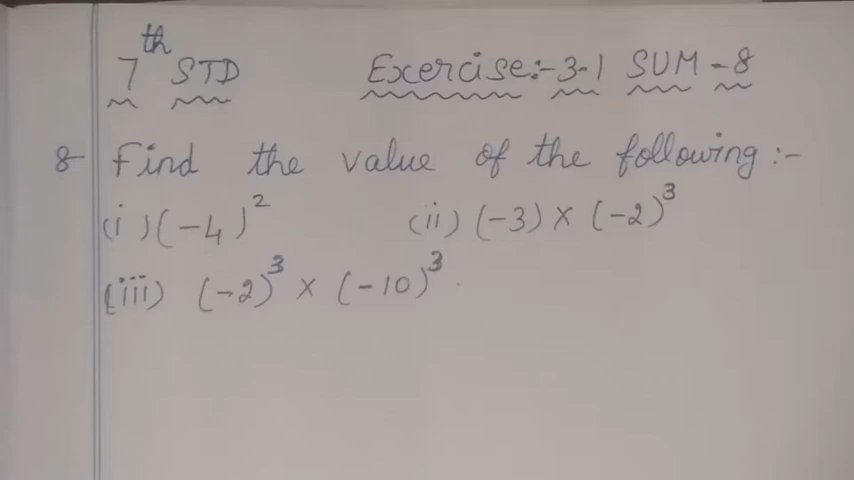 7th STD Exercise:-3.1 SUM-8
8 Find the value of the following:-
(i) (-4)² (ii) (-3) × (-2)³
(iii) (-2)³ × (-10)³.